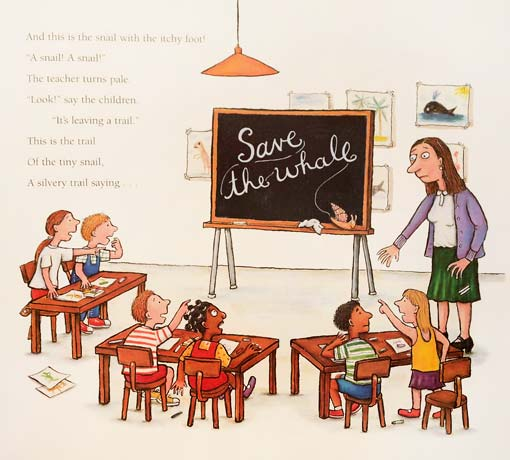 And this is the snail with the itchy foot!
"A snail! A snail!"
The teacher turns pale.
"Look!" say the children.
"It's leaving a trail."
This is the trail
Of the tiny snail,
A silvery trail saying . . .
Save
the whale